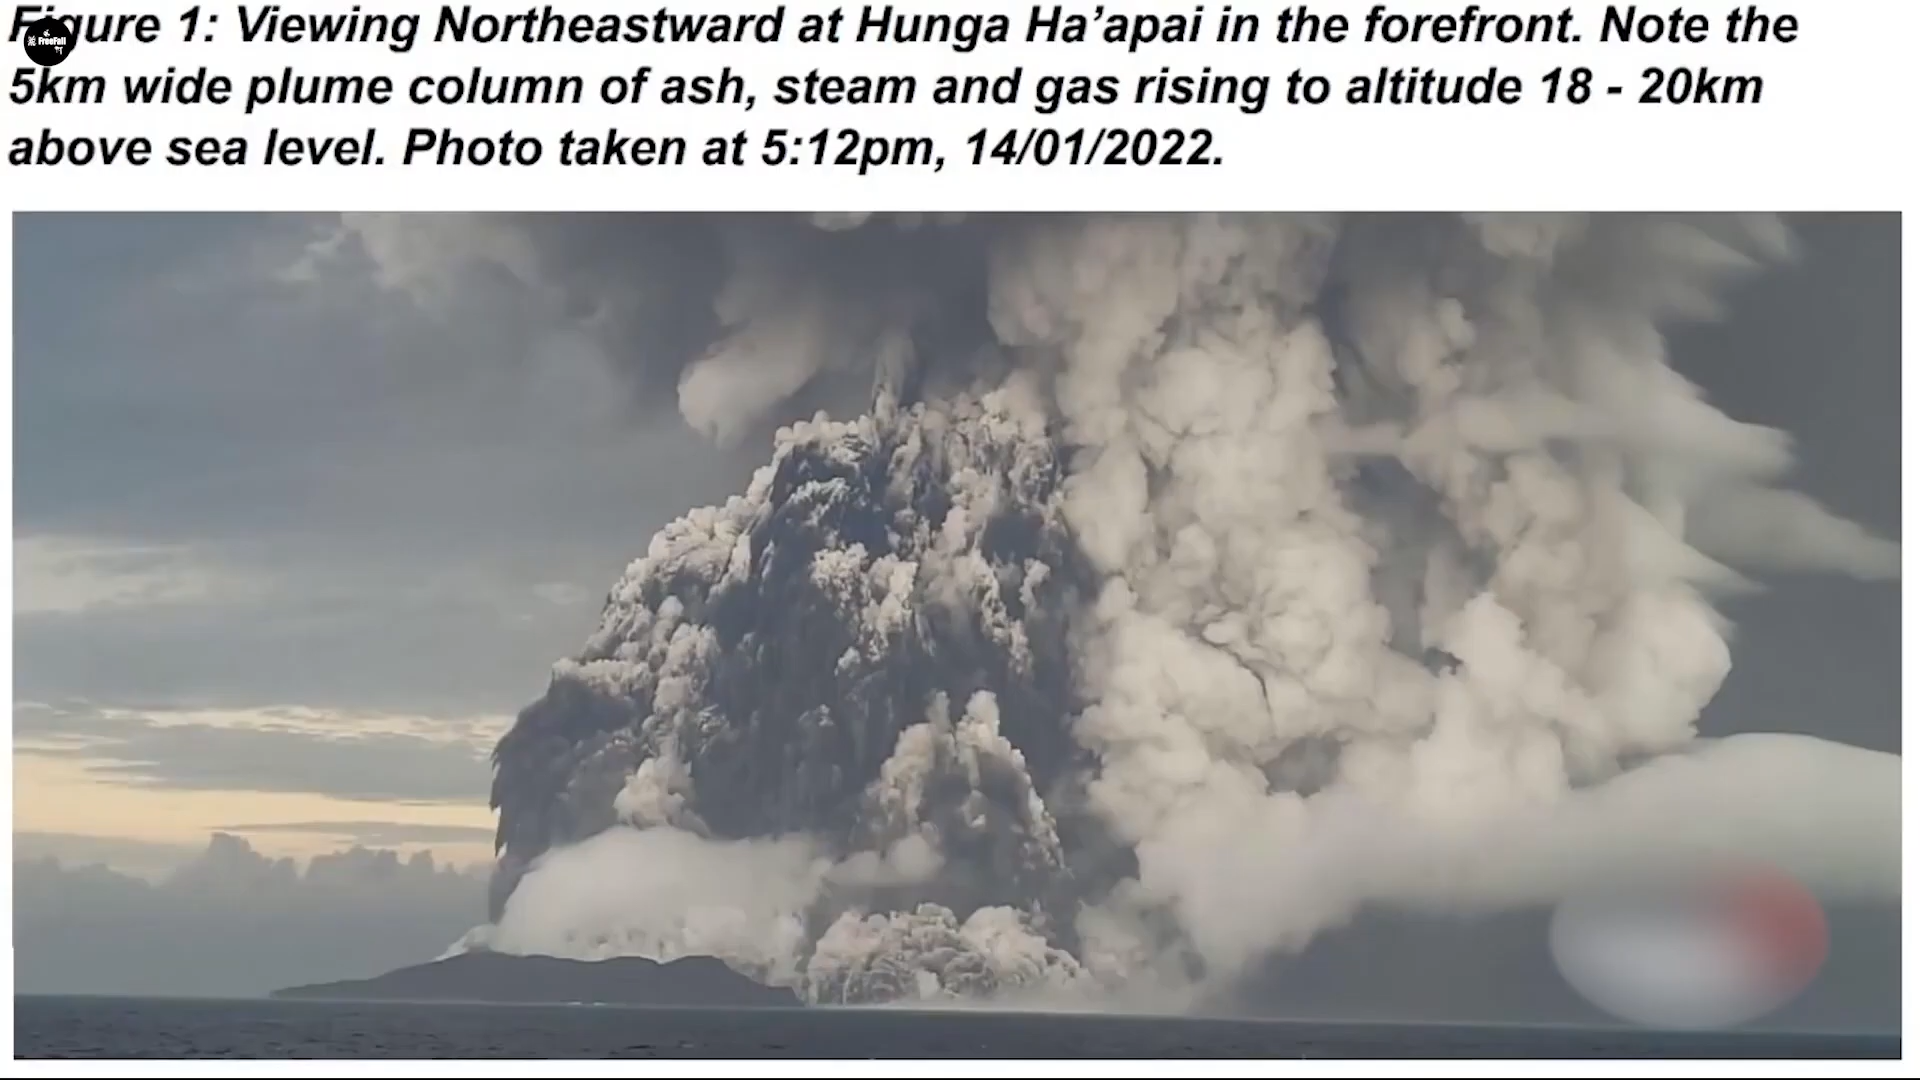 Figure 1: Viewing Northeastward at Hunga Ha’apai in the forefront. Note the
5km wide plume column of ash, steam and gas rising to altitude 18 - 20km
above sea level. Photo taken at 5:12pm, 14/01/2022.
FreeFall